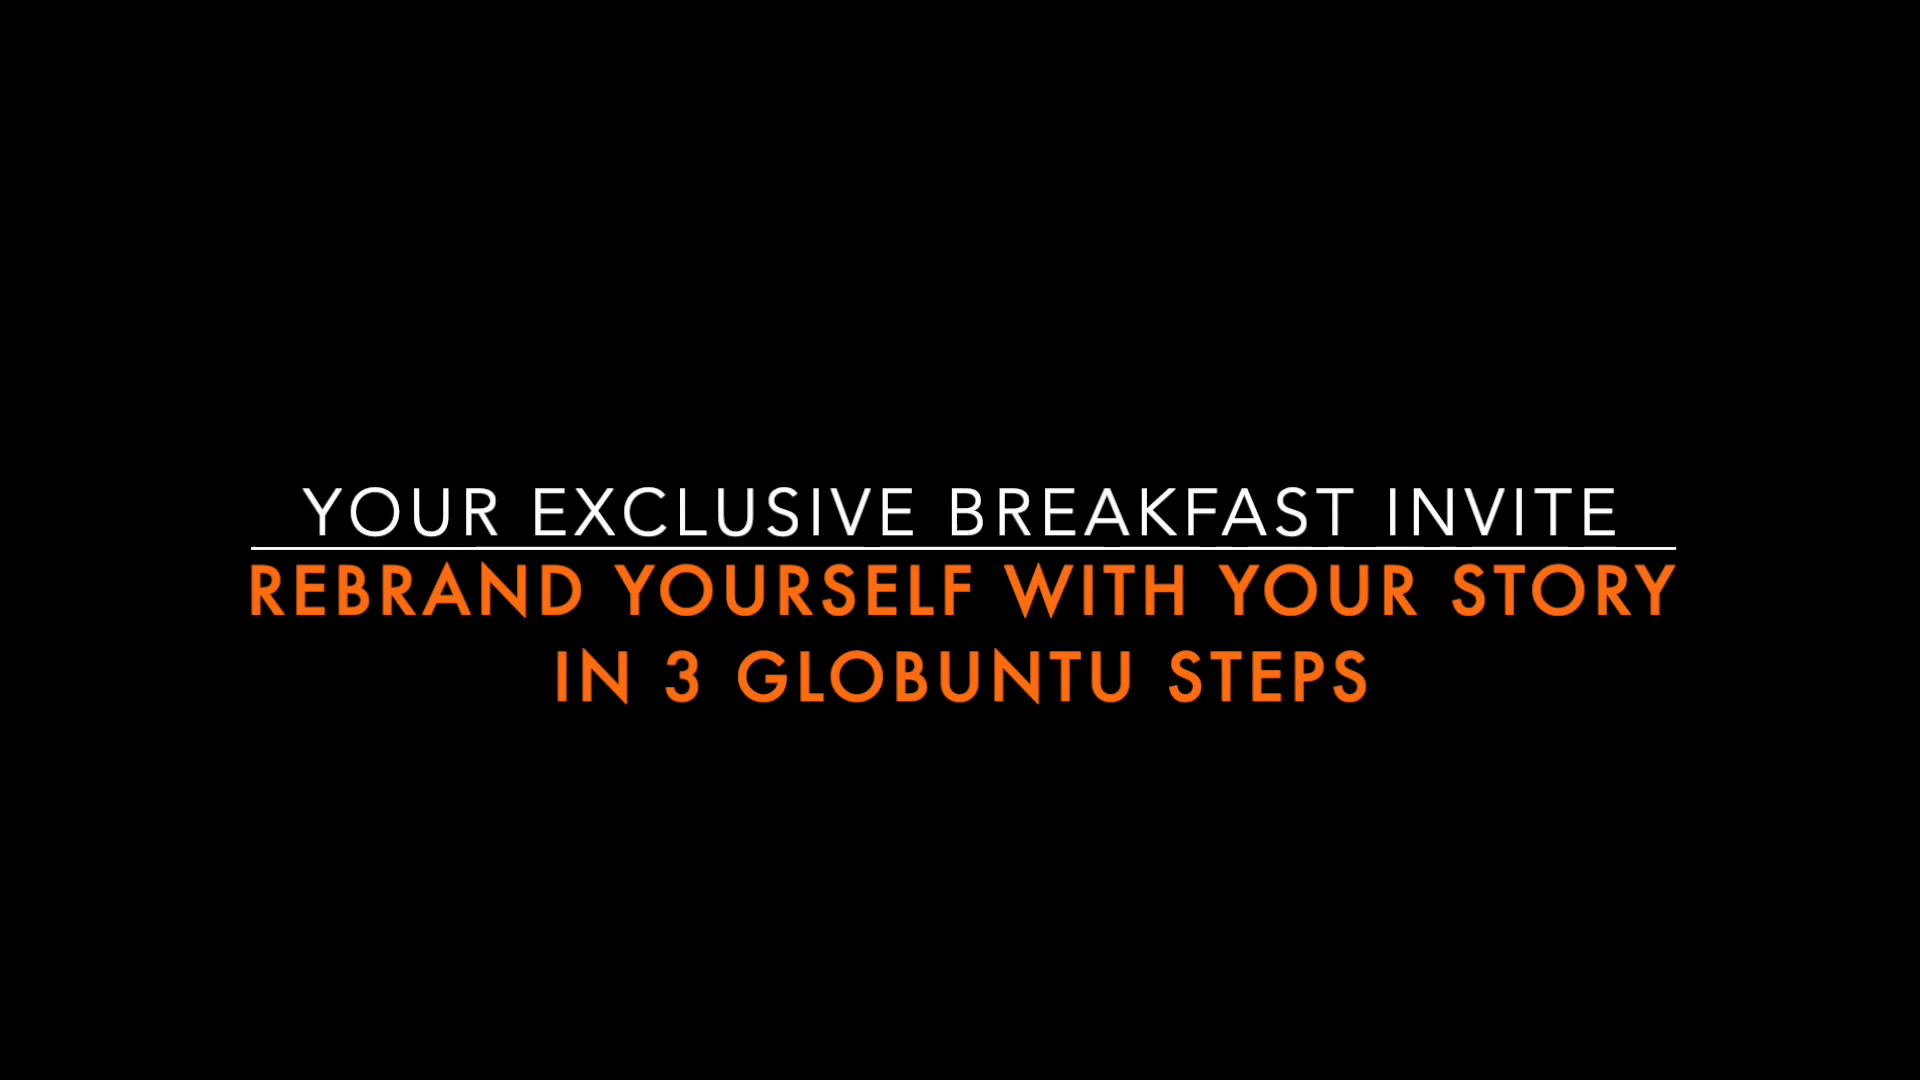 YOUR EXCLUSIVE BREAKFAST INVITE
REBRAND YOURSELF WITH YOUR STORY
IN 3 GLOBUNTU STEPS